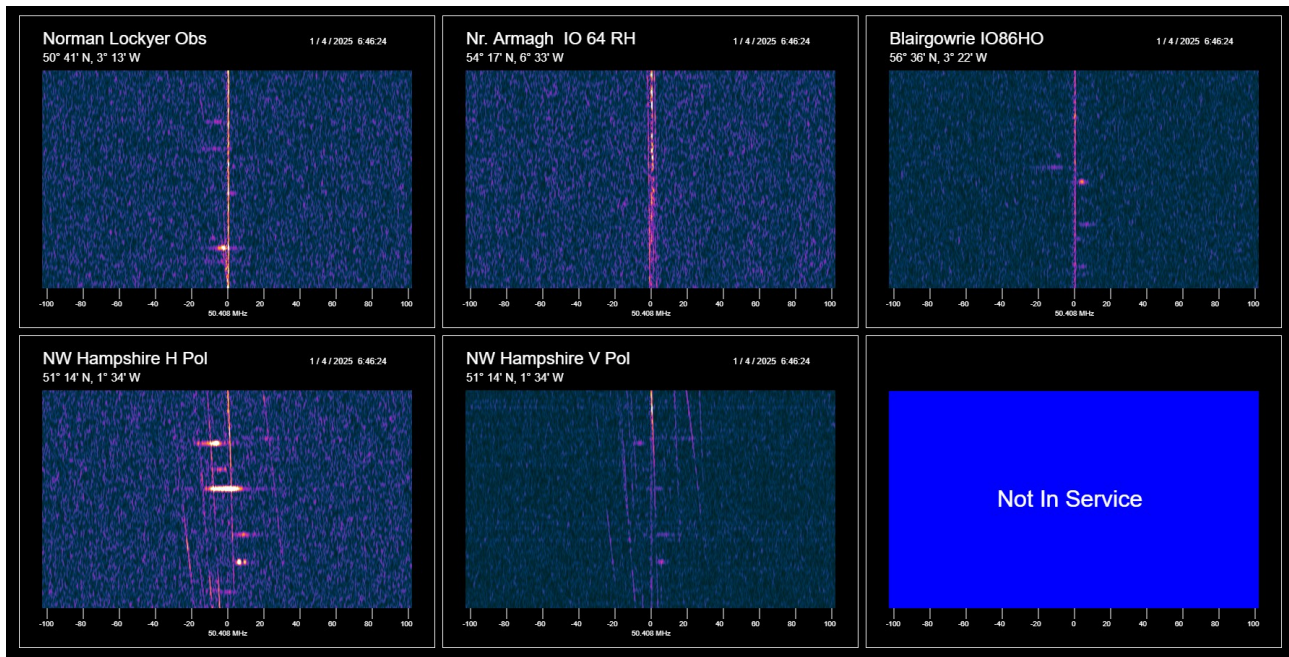 Norman Lockyer Obs
1 / 4 / 2025 6:46:24
50° 41' N, 3° 13' W
-100 -80 -60 -40 -20 0 20 40 60 80 100
50.408 MHz
Nr. Armagh IO 64 RH
1 / 4 / 2025 6:46:24
54° 17' N, 6° 33' W
-100 -80 -60 -40 -20 0 20 40 60 80 100
50.408 MHz
Blairgowrie IO86HO
1 / 4 / 2025 6:46:24
56° 36' N, 3° 22' W
-100 -80 -60 -40 -20 0 20 40 60 80 100
50.408 MHz
NW Hampshire H Pol
1 / 4 / 2025 6:46:24
51° 14' N, 1° 34' W
-100 -80 -60 -40 -20 0 20 40 60 80 100
50.408 MHz
NW Hampshire V Pol
1 / 4 / 2025 6:46:24
51° 14' N, 1° 34' W
-100 -80 -60 -40 -20 0 20 40 60 80 100
50.408 MHz
Not In Service
-100 -80 -60 -40 -20 0 20 40 60 80 100